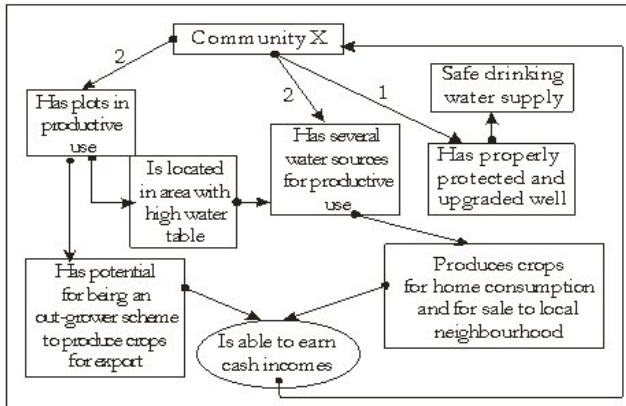 Community X
2
2
1
Has plots in
productive
use
Is located
in area with
high water
table
Has several
water sources
for productive
use
Safe drinking
water supply
Has properly
protected and
upgraded well
Has potential
for being an
out-grower scheme
to produce crops
for export
Is able to earn
cash incomes
Produces crops
for home consumption
and for sale to local
neighbourhood